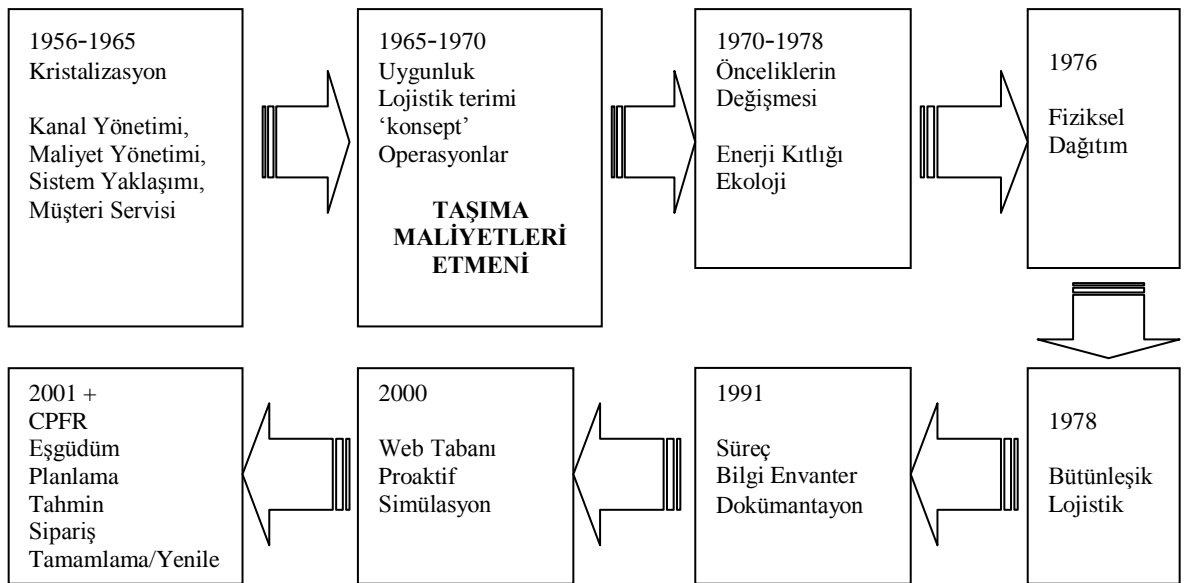 1956-1965
Kristalizasyon
Kanal Yönetimi,
Maliyet Yönetimi,
Sistem Yaklaşımı,
Müşteri Servisi
1965-1970
Uygunluk
Lojistik terimi
‘konsept’
Operasyonlar
TAŞIMA
MALİYETLERİ
ETMENİ
1970-1978
Önceliklerin
Değişmesi
Enerji Kıtlığı
Ekoloji
1976
Fiziksel
Dağıtım
1978
Bütünleşik
Lojistik
1991
Süreç
Bilgi Envanter
Dokümantayon
2000
Web Tabanı
Proaktif
Simülasyon
2001 +
CPFR
Eşgüdüm
Planlama
Tahmin
Sipariş
Tamamlama/Yenile